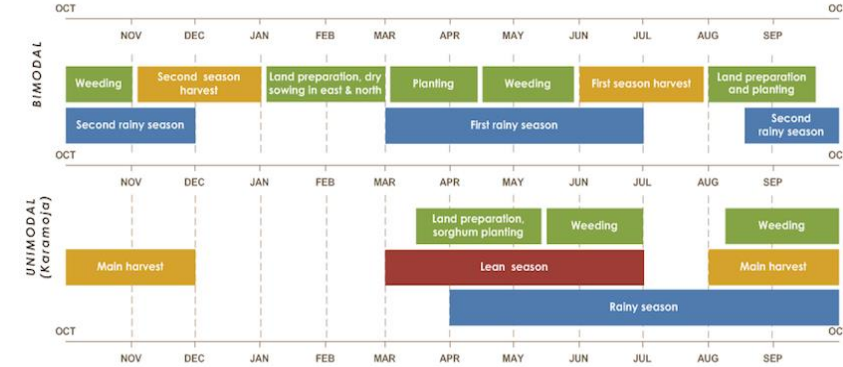 OCT
OC
NOV DEC JAN FEB MAR APR MAY JUN JUL AUG SEP
BIMODAL
Weeding
Second season
harvest
Land preparation, dry
sowing in east & north
Planting
Weeding
First season harvest
Land preparation
and planting
Second rainy season
First rainy season
Second
rainy season
OCT
OC
NOV DEC JAN FEB MAR APR MAY JUN JUL AUG SEP
UNIMODAL
(Karamoja)
Land preparation,
sorghum planting
Weeding
Weeding
Main harvest
Lean season
Main harvest
Rainy season
OCT
OC
NOV DEC JAN FEB MAR APR MAY JUN JUL AUG SEP